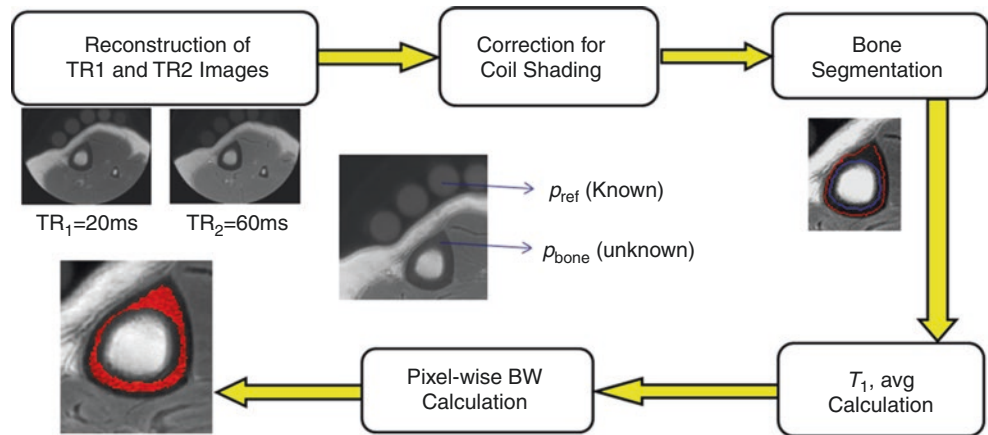 Reconstruction of
TR1 and TR2 Images
Correction for
Coil Shading
Bone
Segmentation
TR₁=20ms
TR₂=60ms
pref (Known)
pbone (unknown)
Pixel-wise BW
Calculation
T₁, avg
Calculation